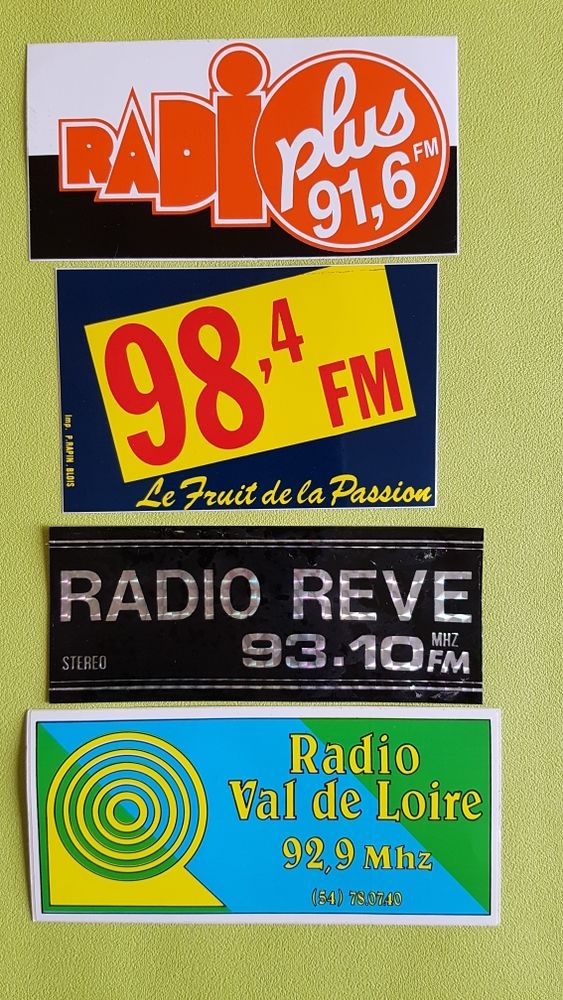 RADIO plus
91,6 FM
98,4 FM
Le Fruit de la Passion
Imp. P.RAPIN . BLOIS
RADIO REVE
STEREO 93.10 MHZ FM
Radio
Val de Loire
92,9 Mhz
(54) 78.07.40